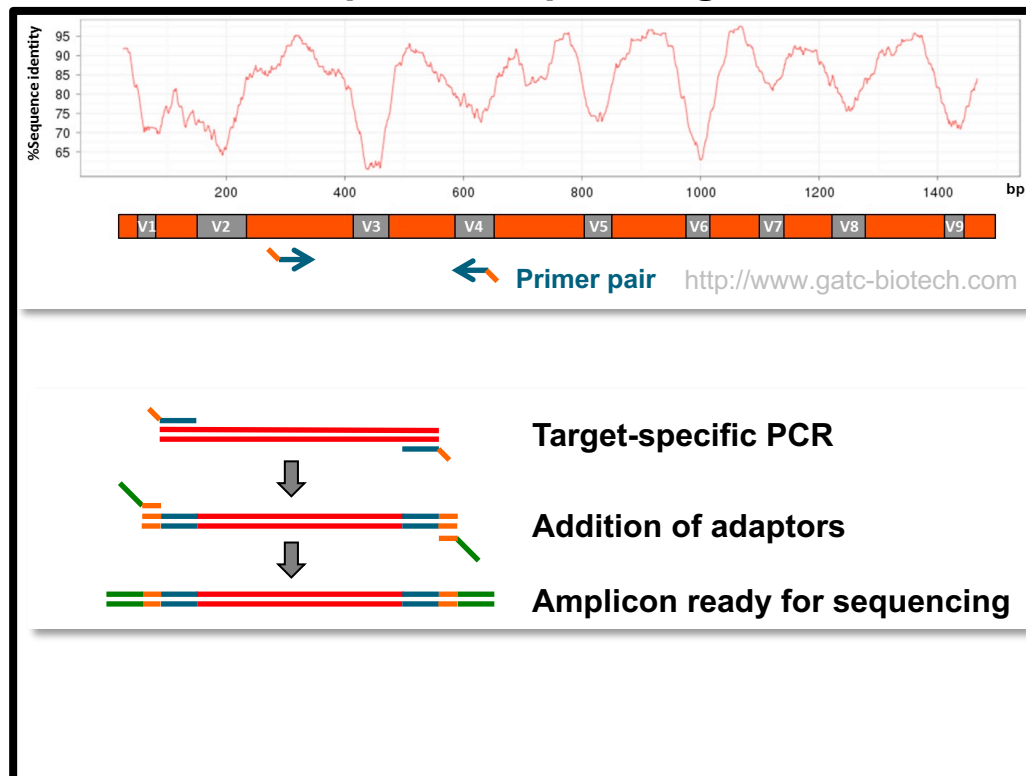 %Sequence identity
95
90
85
80
75
70
65
200 400 600 800 1000 1200 1400 bp
V1 V2 V3 V4 V5 V6 V7 V8 V9
Primer pair http://www.gatc-biotech.com
Target-specific PCR
Addition of adaptors
Amplicon ready for sequencing